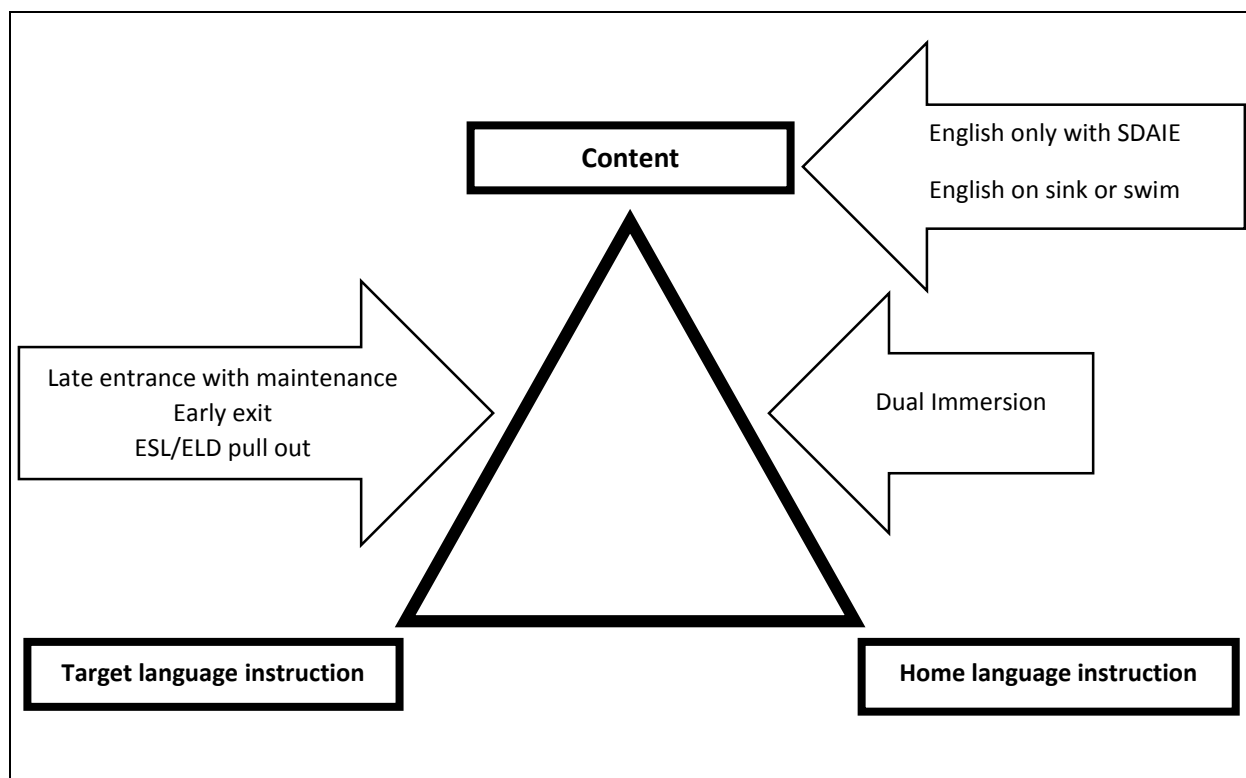 English only with SDAIE
English on sink or swim
Content
Late entrance with maintenance
Early exit
ESL/ELD pull out
Dual Immersion
Target language instruction
Home language instruction